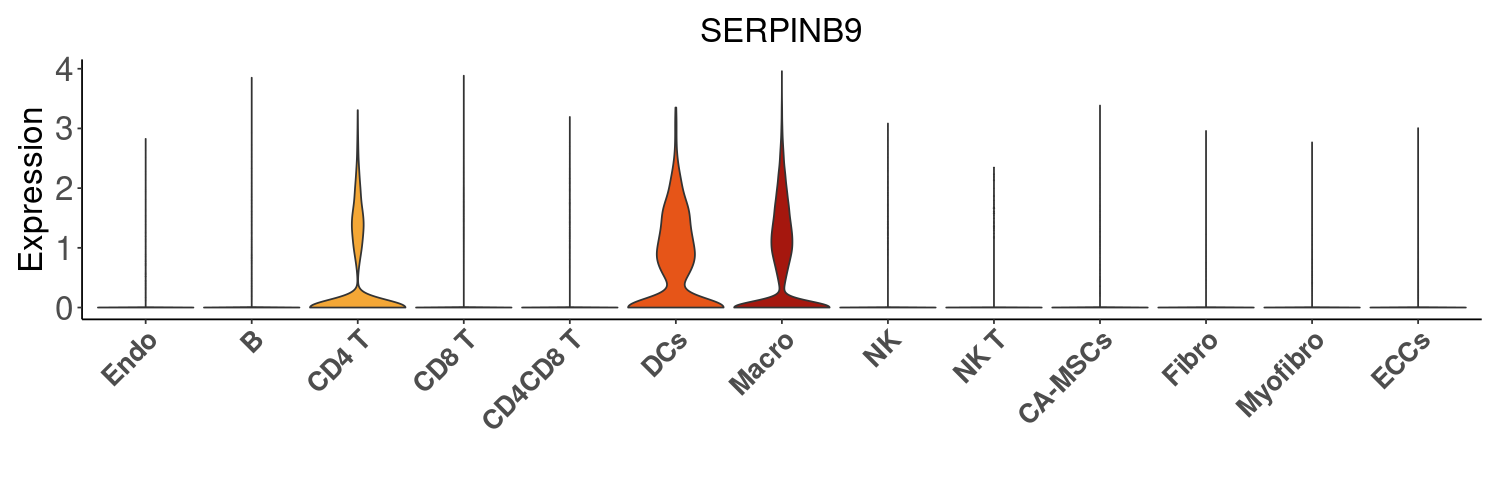 SERPINB9
Expression
4
3
2
1
0
Endo
B
CD4 T
CD8 T
CD4CD8 T
DCs
Macro
NK
NK T
CA-MSCs
Fibro
Myofibro
ECCs